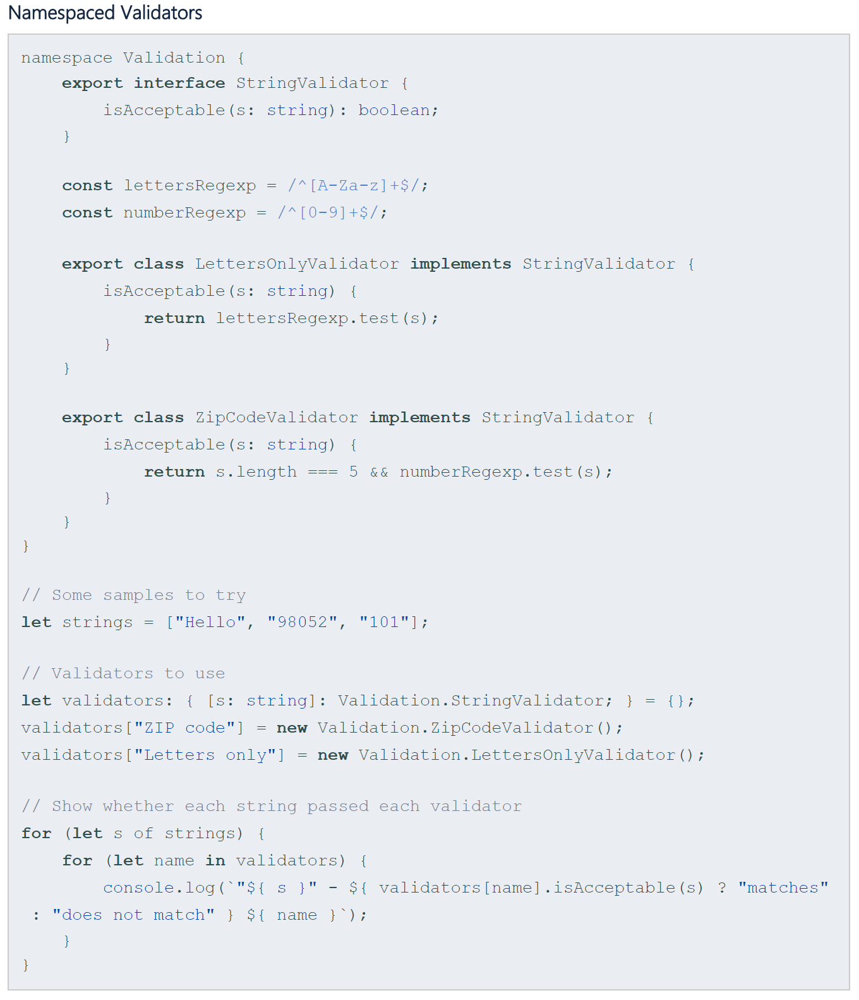 Namespaced Validators
namespace Validation {
    export interface StringValidator {
        isAcceptable(s: string): boolean;
    }

    const lettersRegexp = /^[A-Za-z]+$/;
    const numberRegexp = /^[0-9]+$/;

    export class LettersOnlyValidator implements StringValidator {
        isAcceptable(s: string) {
            return lettersRegexp.test(s);
        }
    }

    export class ZipCodeValidator implements StringValidator {
        isAcceptable(s: string) {
            return s.length === 5 && numberRegexp.test(s);
        }
    }
}

// Some samples to try
let strings = ["Hello", "98052", "101"];

// Validators to use
let validators: { [s: string]: Validation.StringValidator; } = {};
validators["ZIP code"] = new Validation.ZipCodeValidator();
validators["Letters only"] = new Validation.LettersOnlyValidator();

// Show whether each string passed each validator
for (let s of strings) {
    for (let name in validators) {
        console.log(`"${ s }" - ${ validators[name].isAcceptable(s) ? "matches"
 : "does not match" } ${ name }`);
    }
}